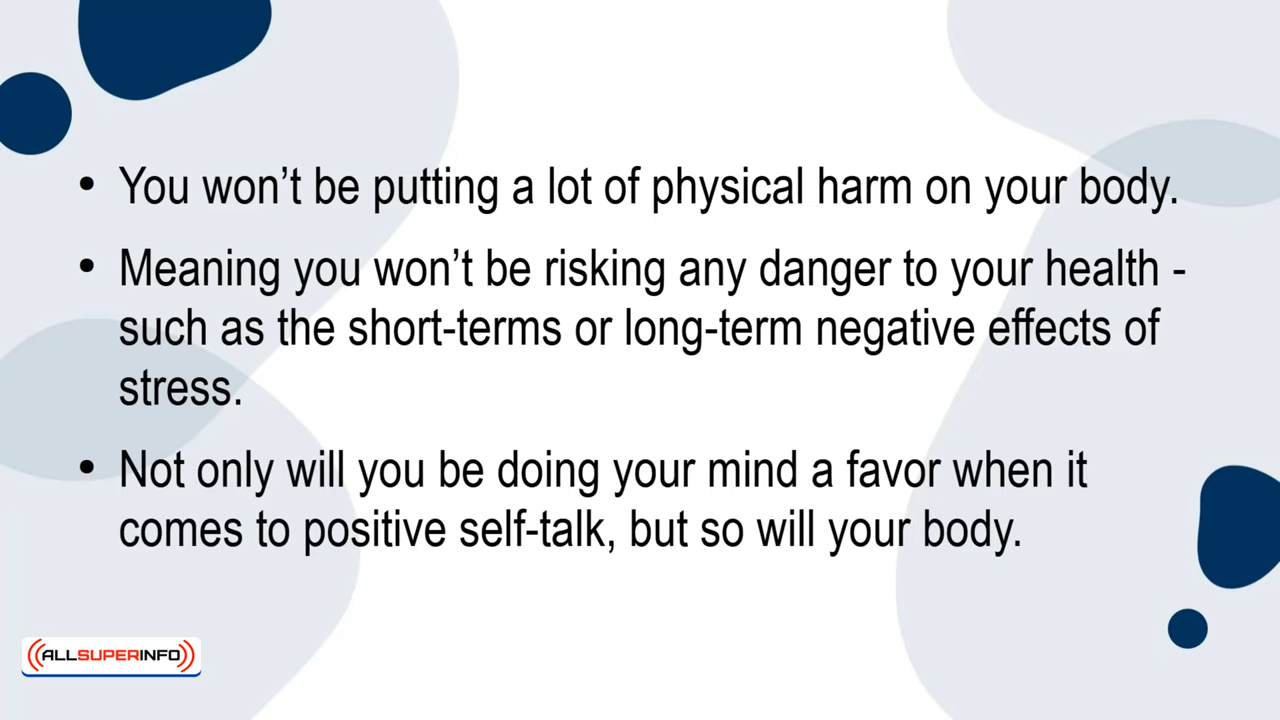 • You won’t be putting a lot of physical harm on your body.
• Meaning you won’t be risking any danger to your health -
such as the short-terms or long-term negative effects of
stress.
• Not only will you be doing your mind a favor when it
comes to positive self-talk, but so will your body.
ALLSUPERINFO